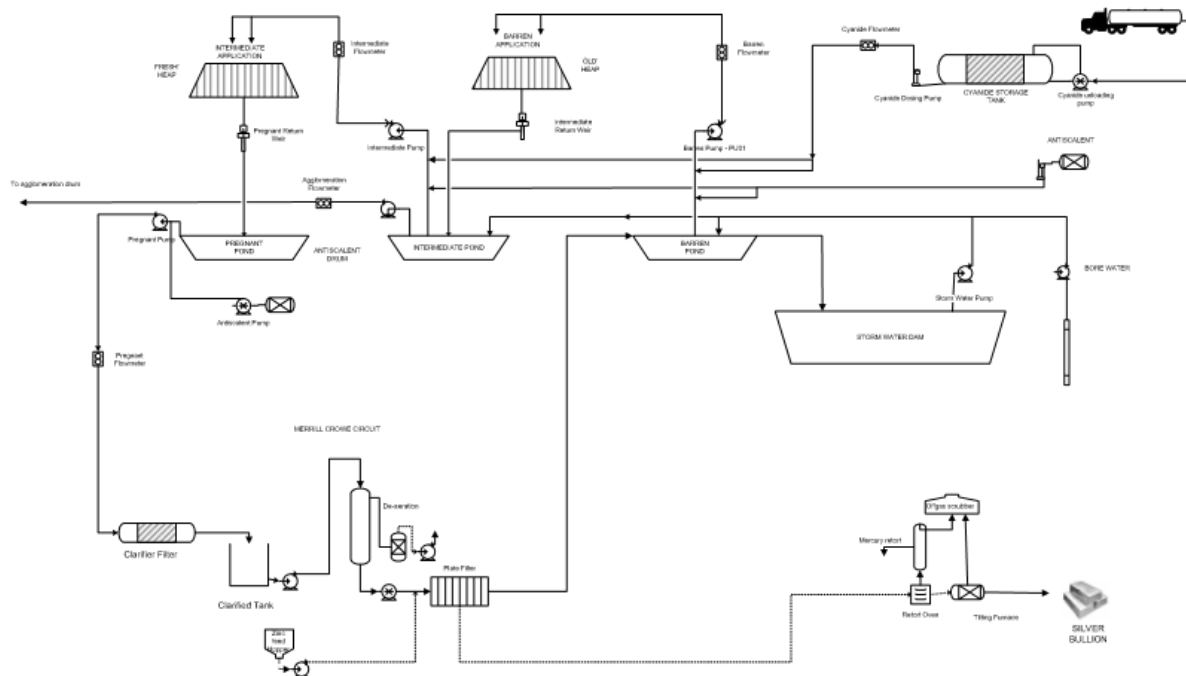 INTERMEDIATE
APPLICATION
'FRESH'
HEAP
Intermediate
Flowmeter
BARREN
APPLICATION
'OLD'
HEAP
Barren
Flowmeter
Cyanide Flowmeter
Cyanide Dosing Pump
CYANIDE STORAGE
TANK
Cyanide unloading
pump
Pregnant Return
Weir
Intermediate Pump
Intermediate
Return Weir
Barren Pump - PU01
ANTISCALENT
To agglomeration drum
Agglomeration
Flowmeter
Pregnant Pump
PREGNANT
POND
ANTISCALENT
DRUM
INTERMEDIATE POND
BARREN
POND
BORE WATER
Storm Water Pump
Antiscalent Pump
STORM WATER DAM
Pregnant
Flowmeter
MERRILL CROWE CIRCUIT
De-aeration
Clarifier Filter
Clarified Tank
Plate Filter
Zinc
feed
Hopper
Offgas scrubber
Mercury retort
Retort Oven
Tilting Furnace
SILVER
BULLION